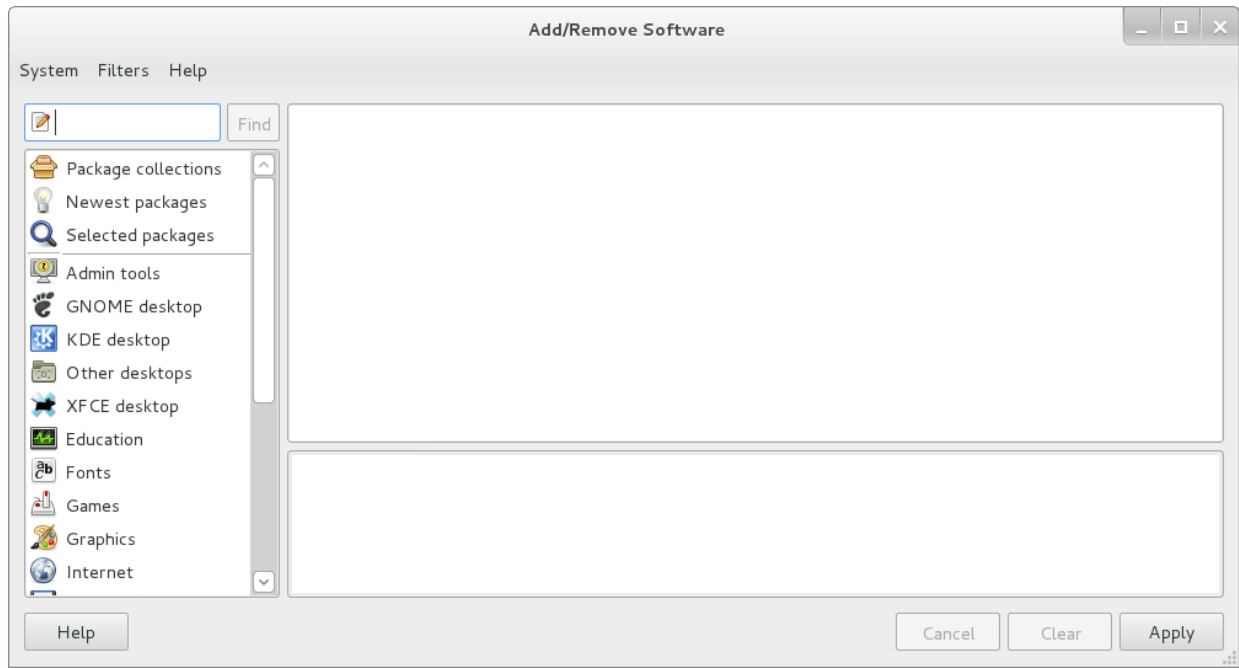 Add/Remove Software
System Filters Help
Find
Package collections
Newest packages
Selected packages
Admin tools
GNOME desktop
KDE desktop
Other desktops
XFCE desktop
Education
Fonts
Games
Graphics
Internet
Help Cancel Clear Apply